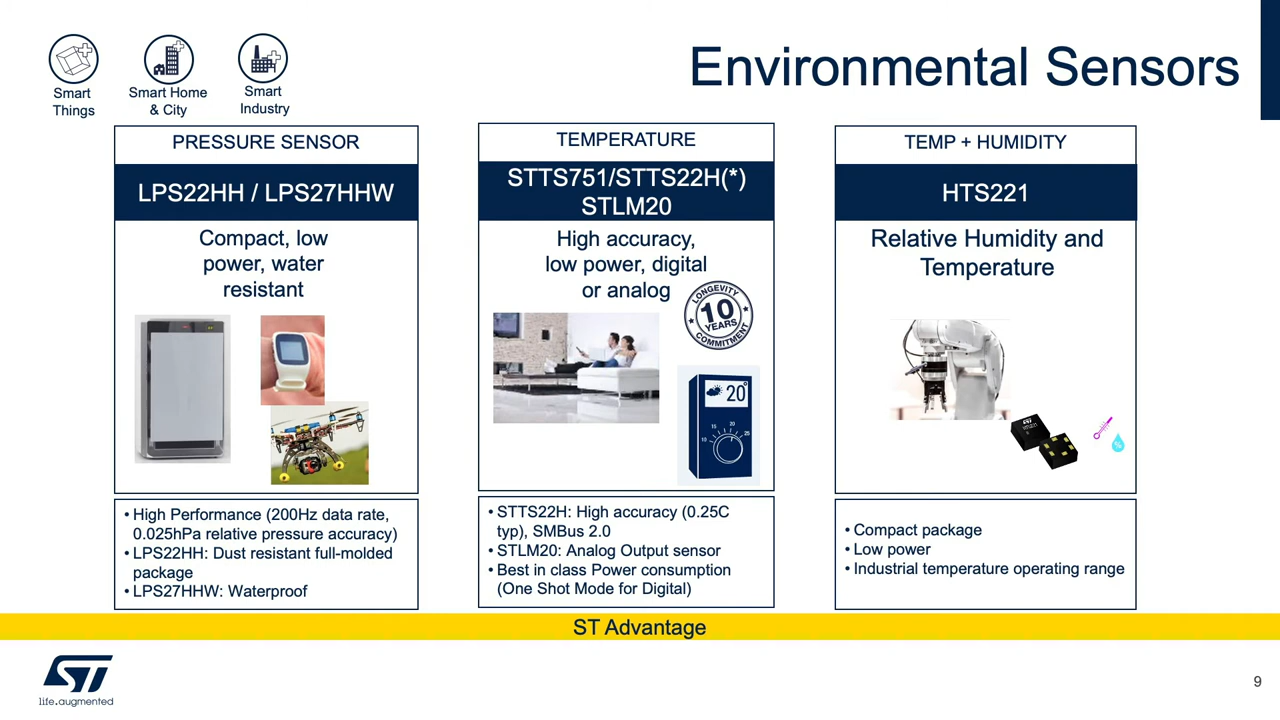 Environmental Sensors
Smart
Things
Smart Home
& City
Smart
Industry
PRESSURE SENSOR
LPS22HH / LPS27HHW
Compact, low
power, water
resistant
• High Performance (200Hz data rate,
0.025hPa relative pressure accuracy)
• LPS22HH: Dust resistant full-molded
package
• LPS27HHW: Waterproof
TEMPERATURE
STTS751/STTS22H(*)
STLM20
High accuracy,
low power, digital
or analog
LONGEVITY
10
YEARS
COMMITMENT
20°
10
15
20
25
• STTS22H: High accuracy (0.25C
typ), SMBus 2.0
• STLM20: Analog Output sensor
• Best in class Power consumption
(One Shot Mode for Digital)
TEMP + HUMIDITY
HTS221
Relative Humidity and
Temperature
%
• Compact package
• Low power
• Industrial temperature operating range
ST Advantage
ST
life.augmented
9